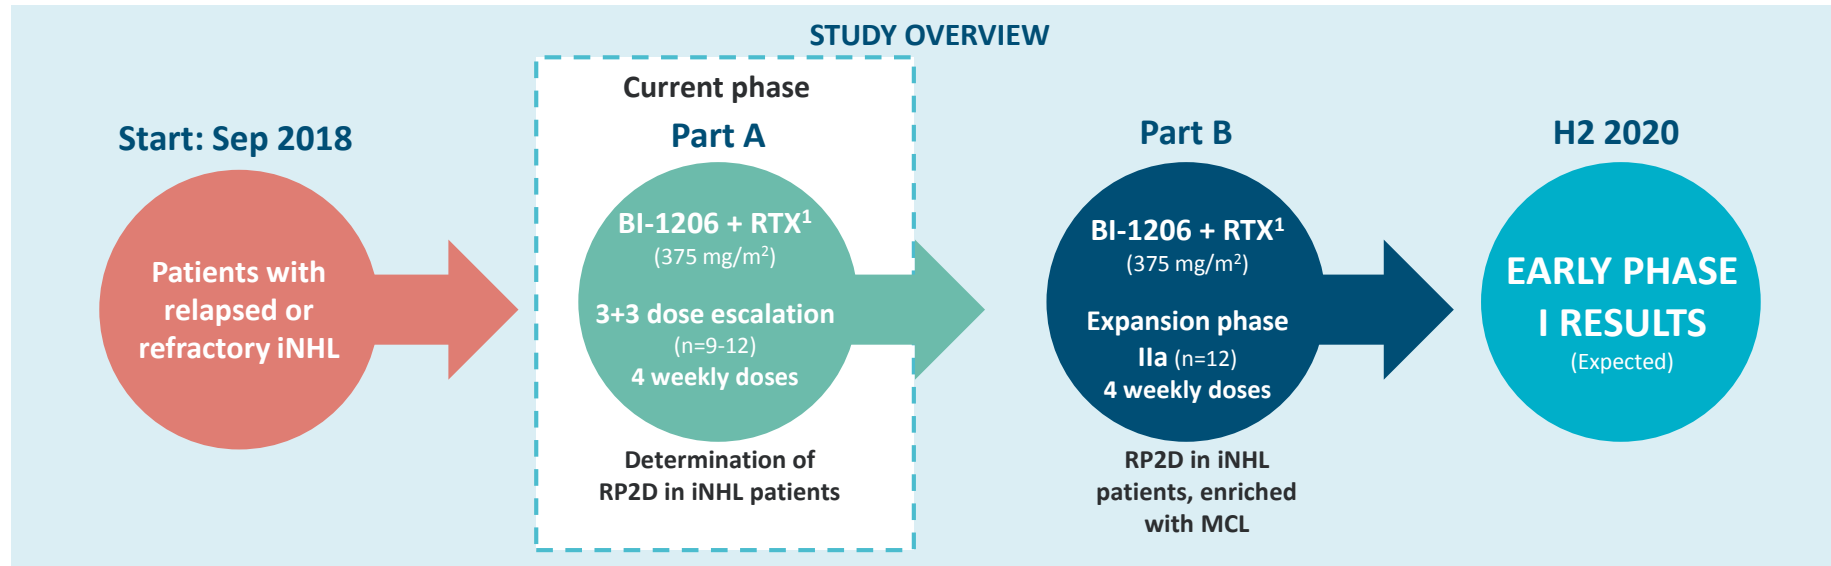 STUDY OVERVIEW
Start: Sep 2018
Patients with
relapsed or
refractory iNHL
Current phase
Part A
BI-1206 + RTX¹
(375 mg/m²)
3+3 dose escalation
(n=9-12)
4 weekly doses
Determination of
RP2D in iNHL patients
Part B
BI-1206 + RTX¹
(375 mg/m²)
Expansion phase
IIa (n=12)
4 weekly doses
RP2D in iNHL
patients, enriched
with MCL
H2 2020
EARLY PHASE
I RESULTS
(Expected)